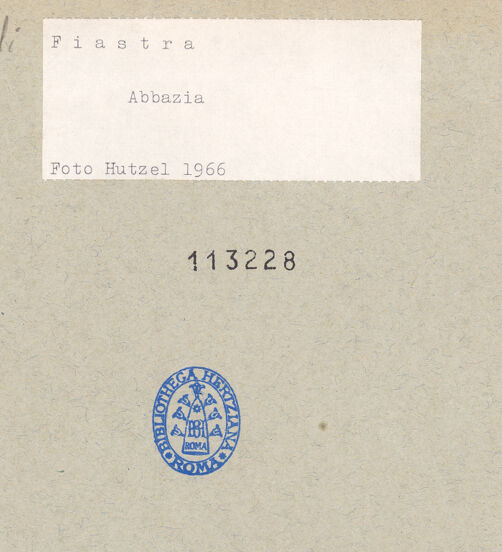 Fiastra
Abbazia
Foto Hutzel 1966
113228
BIBLIOTHECA HERTZIANA
ROMA
ROMA